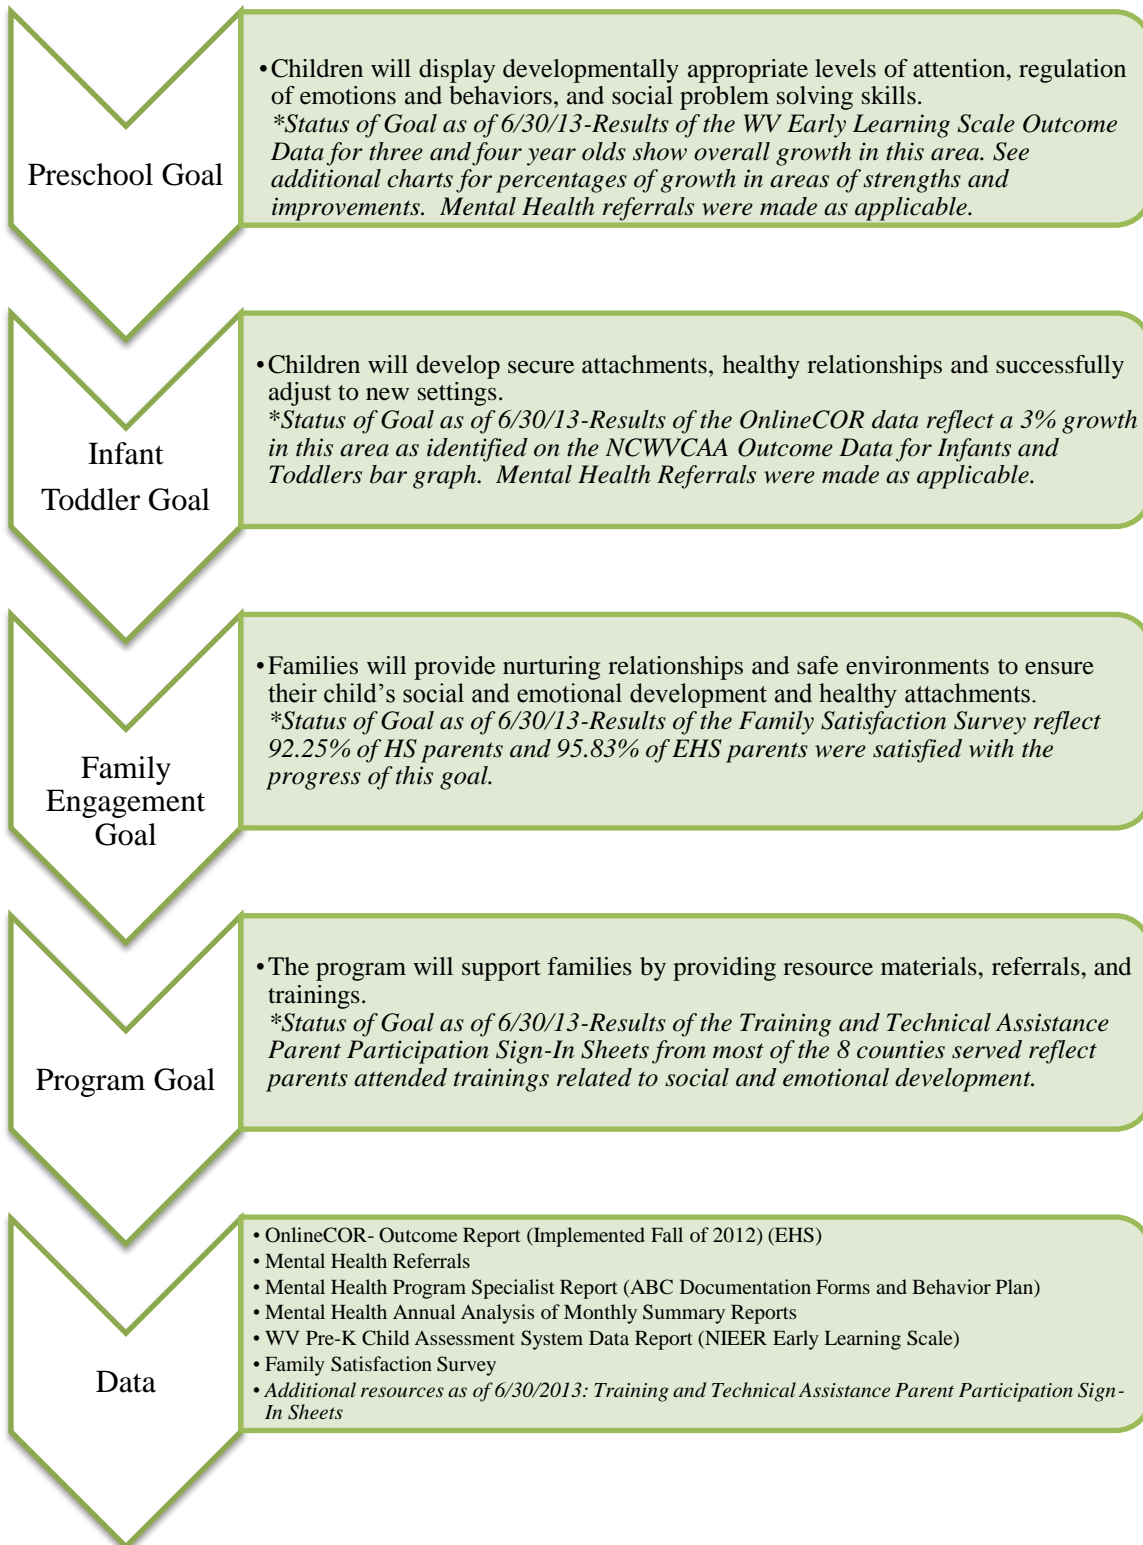 Preschool Goal
•Children will display developmentally appropriate levels of attention, regulation
of emotions and behaviors, and social problem solving skills.
*Status of Goal as of 6/30/13-Results of the WV Early Learning Scale Outcome
Data for three and four year olds show overall growth in this area. See
additional charts for percentages of growth in areas of strengths and
improvements.  Mental Health referrals were made as applicable.
Infant
Toddler Goal
•Children will develop secure attachments, healthy relationships and successfully
adjust to new settings.
*Status of Goal as of 6/30/13-Results of the OnlineCOR data reflect a 3% growth
in this area as identified on the NCWVCAA Outcome Data for Infants and
Toddlers bar graph.  Mental Health Referrals were made as applicable.
Family
Engagement
Goal
•Families will provide nurturing relationships and safe environments to ensure
their child’s social and emotional development and healthy attachments.
*Status of Goal as of 6/30/13-Results of the Family Satisfaction Survey reflect
92.25% of HS parents and 95.83% of EHS parents were satisfied with the
progress of this goal.
Program Goal
•The program will support families by providing resource materials, referrals, and
trainings.
*Status of Goal as of 6/30/13-Results of the Training and Technical Assistance
Parent Participation Sign-In Sheets from most of the 8 counties served reflect
parents attended trainings related to social and emotional development.
Data
• OnlineCOR- Outcome Report (Implemented Fall of 2012) (EHS)
• Mental Health Referrals
• Mental Health Program Specialist Report (ABC Documentation Forms and Behavior Plan)
• Mental Health Annual Analysis of Monthly Summary Reports
• WV Pre-K Child Assessment System Data Report (NIEER Early Learning Scale)
• Family Satisfaction Survey
• Additional resources as of 6/30/2013: Training and Technical Assistance Parent Participation Sign-
In Sheets